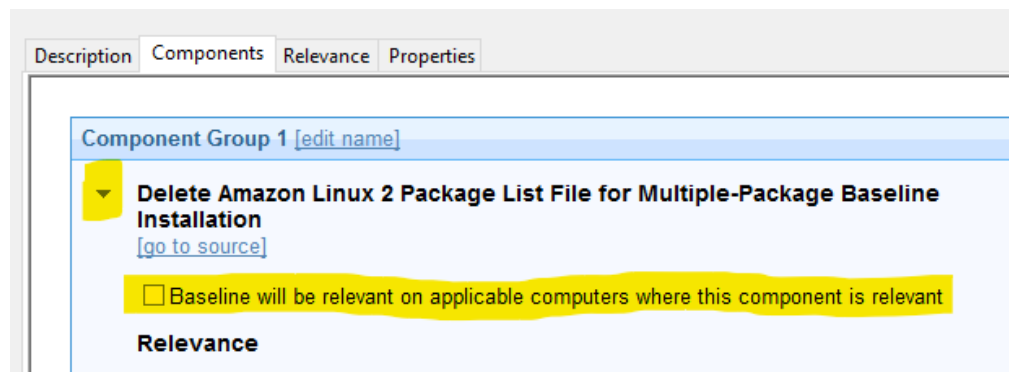 Description Components Relevance Properties
Component Group 1 [edit name]
Delete Amazon Linux 2 Package List File for Multiple-Package Baseline
Installation
[go to source]
Baseline will be relevant on applicable computers where this component is relevant
Relevance